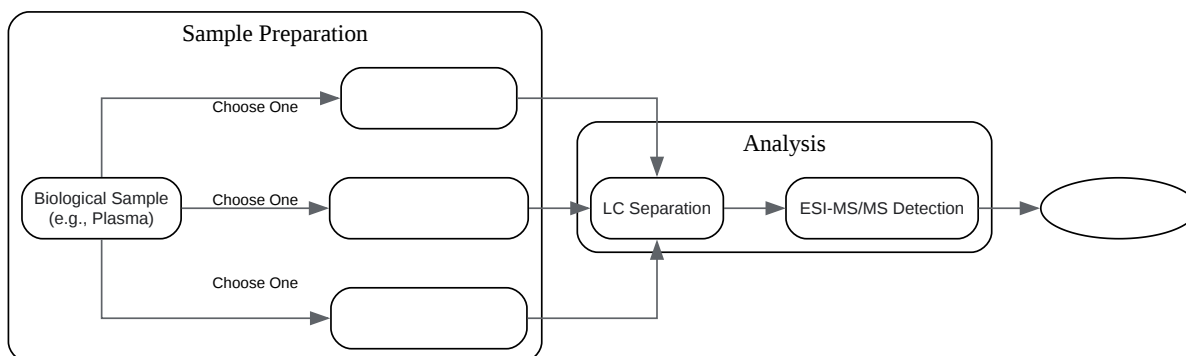 Sample Preparation
Choose One
Analysis
Biological Sample
(e.g., Plasma)
Choose One
LC Separation
ESI-MS/MS Detection
Choose One